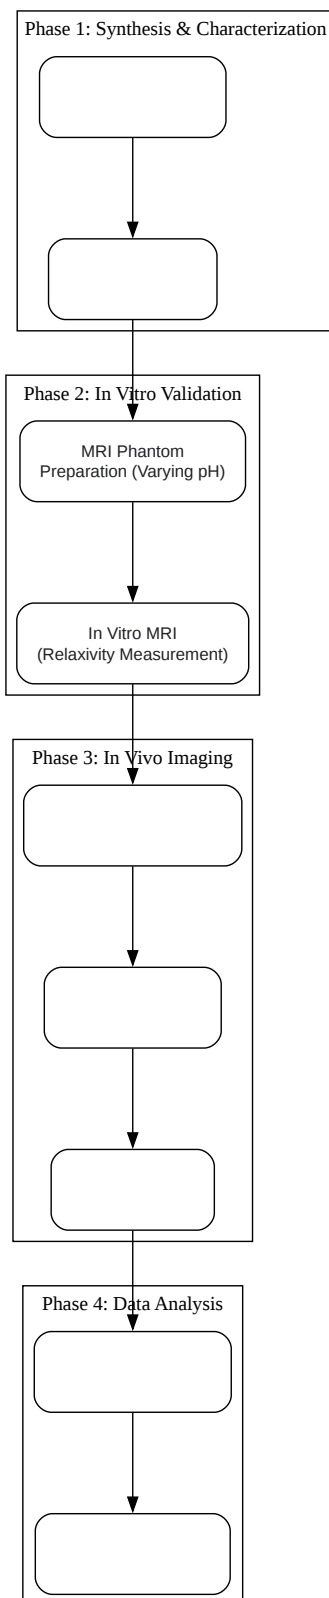 Phase 1: Synthesis & Characterization
Phase 2: In Vitro Validation
MRI Phantom
Preparation (Varying pH)
In Vitro MRI
(Relaxivity Measurement)
Phase 3: In Vivo Imaging
Phase 4: Data Analysis